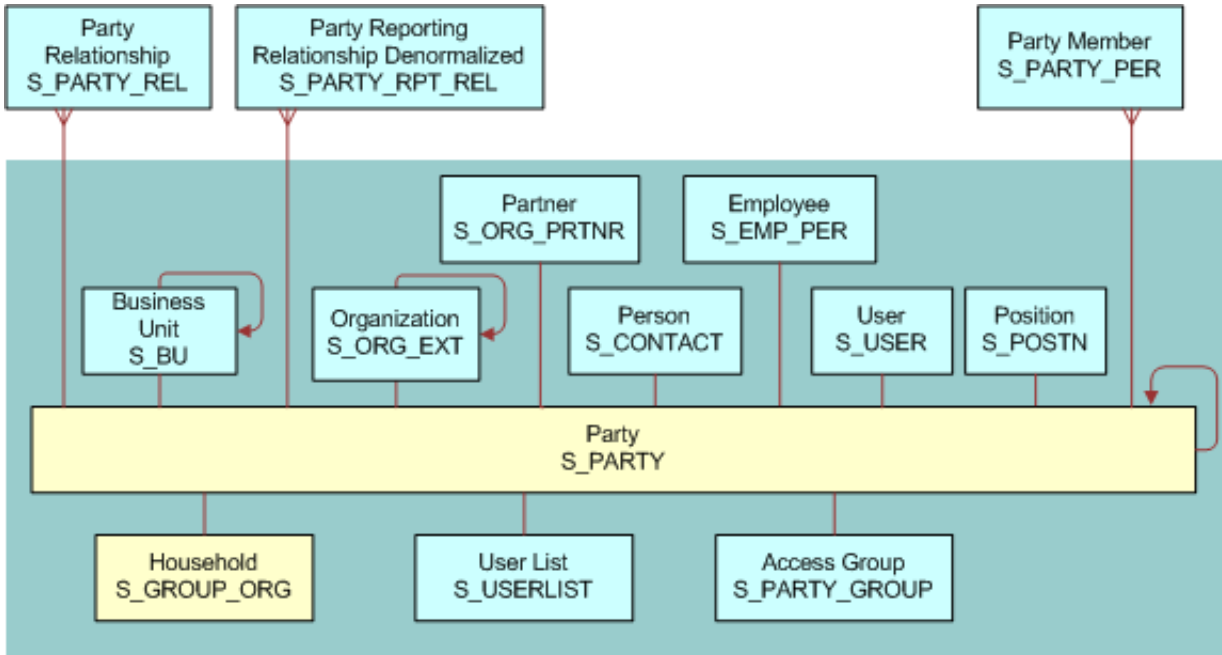 Party
Relationship
S_PARTY_REL
Party Reporting
Relationship Denormalized
S_PARTY_RPT_REL
Party Member
S_PARTY_PER
Partner
S_ORG_PRTNR
Employee
S_EMP_PER
Business
Unit
S_BU
Organization
S_ORG_EXT
Person
S_CONTACT
User
S_USER
Position
S_POSTN
Party
S_PARTY
Household
S_GROUP_ORG
User List
S_USERLIST
Access Group
S_PARTY_GROUP